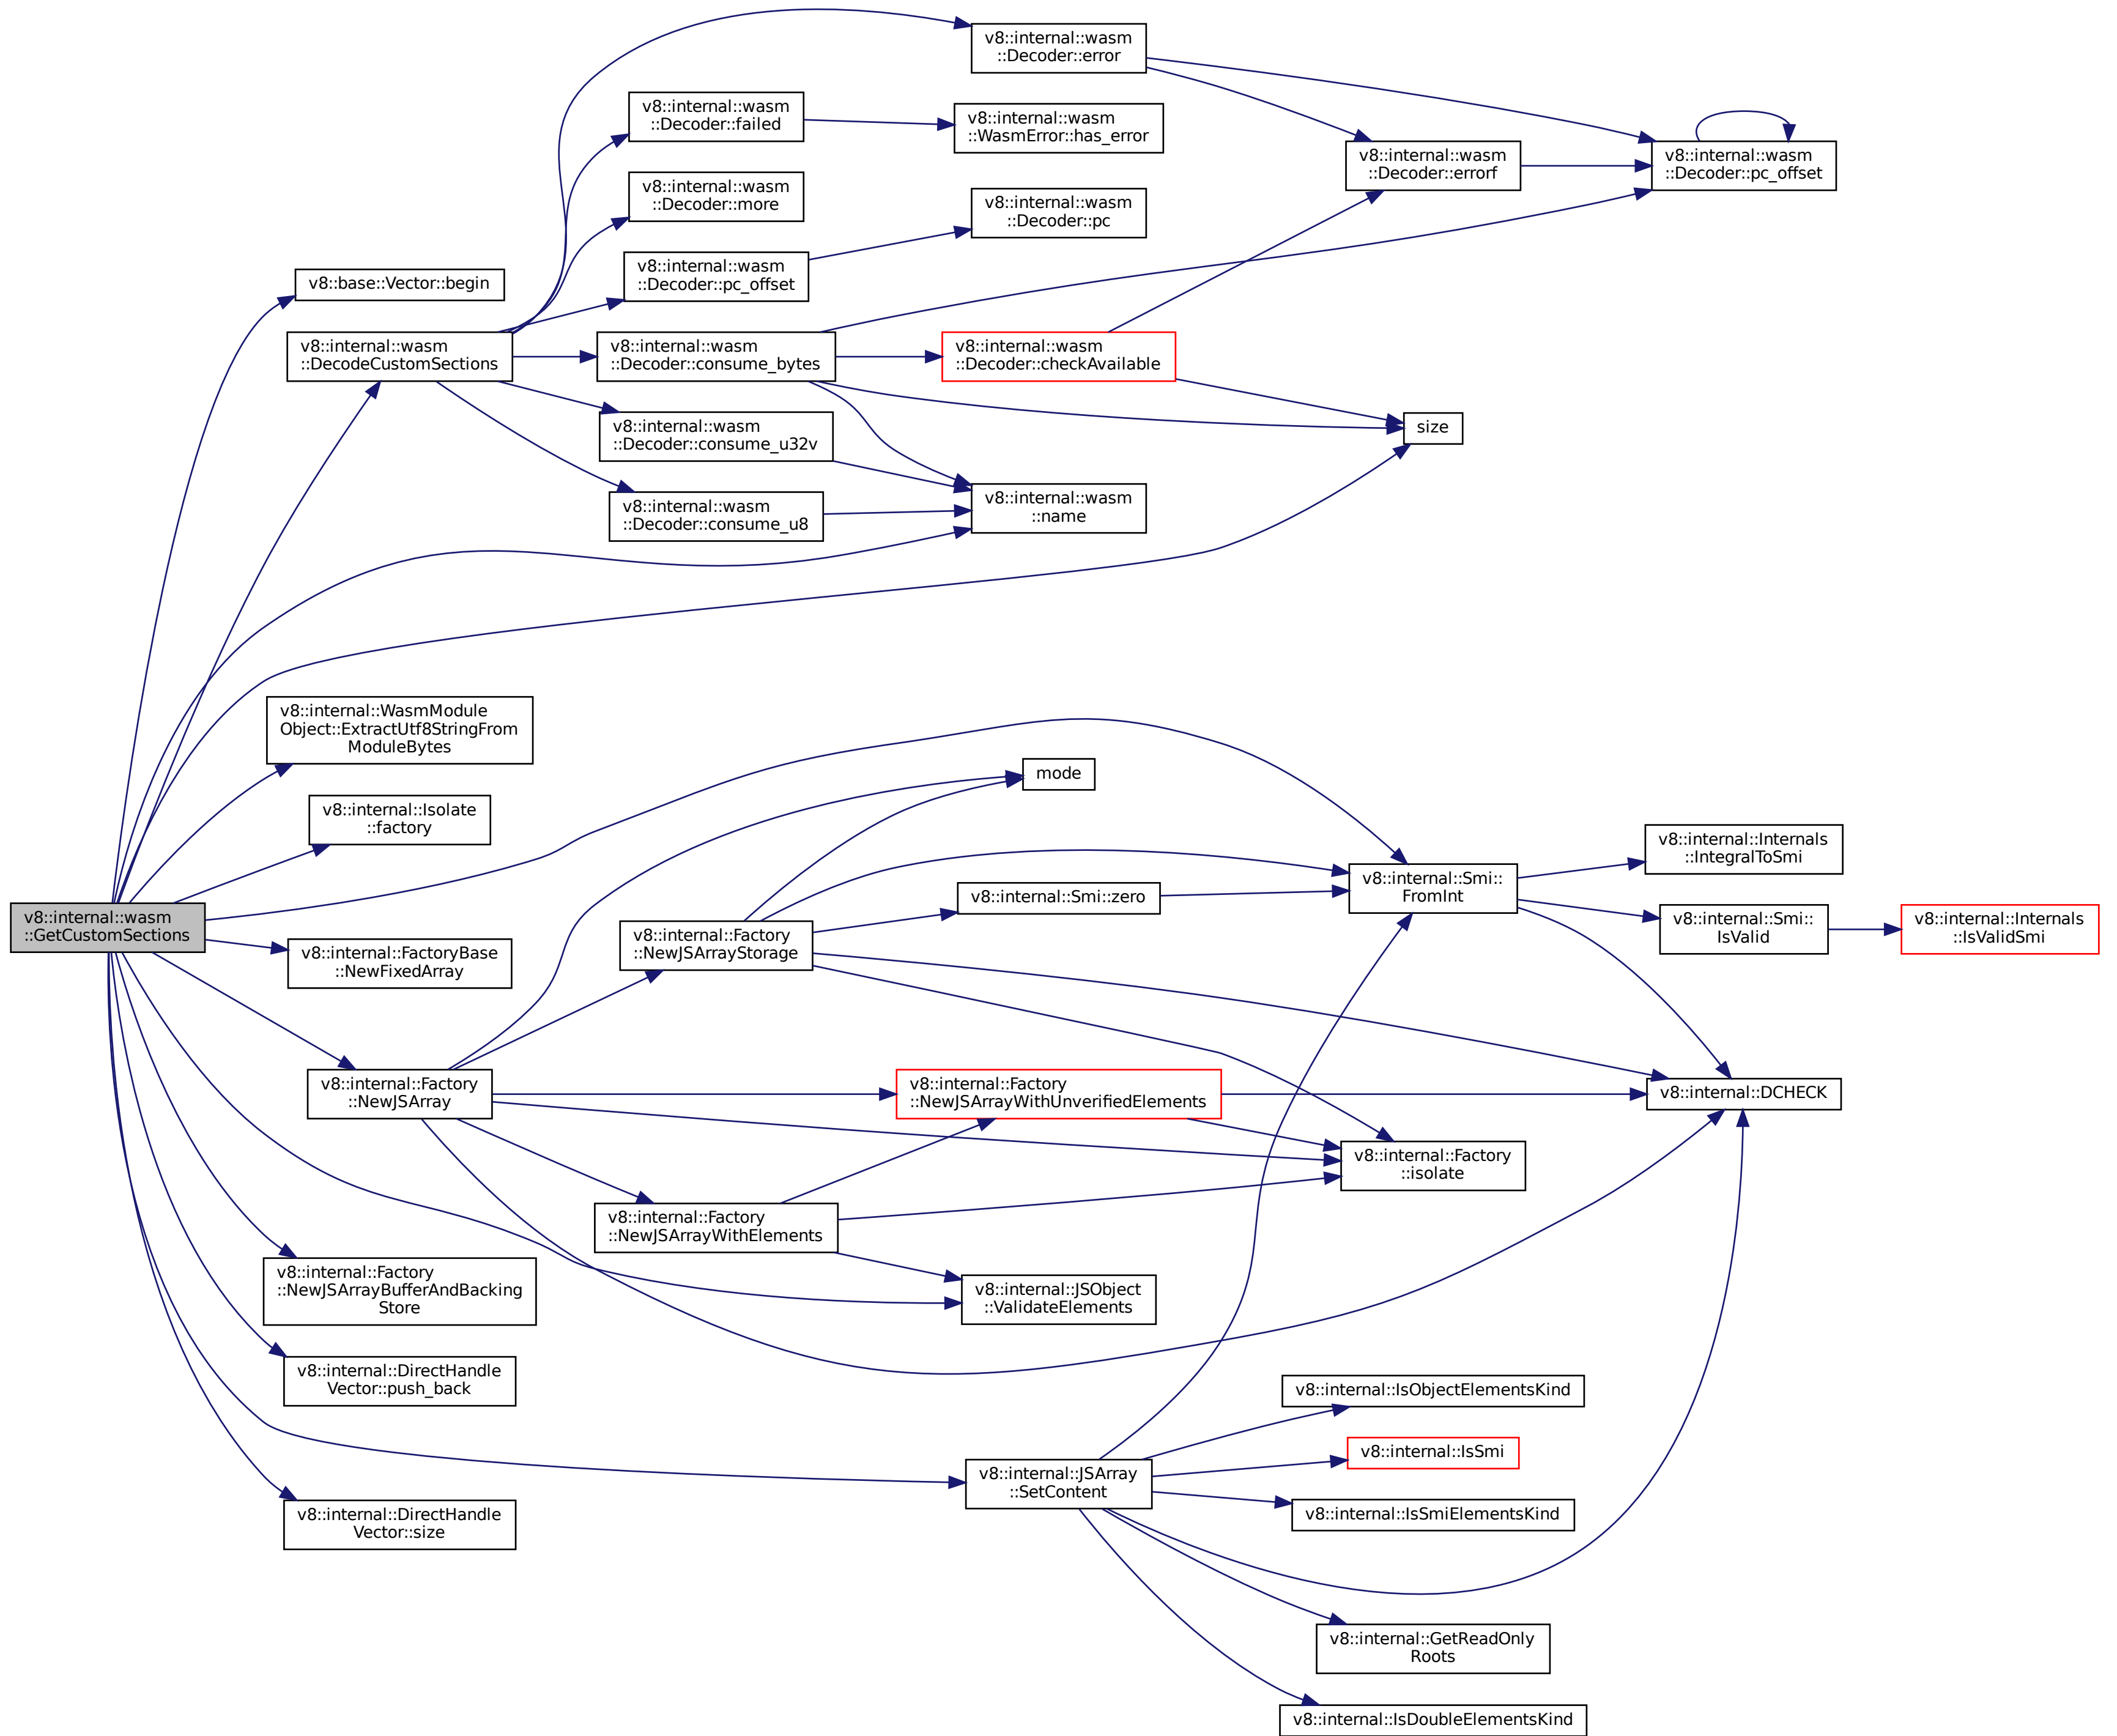 v8::internal::wasm
::Decoder::error
v8::internal::wasm
::Decoder::failed
v8::internal::wasm
::WasmError::has_error
v8::internal::wasm
::Decoder::errorf
v8::internal::wasm
::Decoder::pc_offset
v8::internal::wasm
::Decoder::more
v8::internal::wasm
::Decoder::pc
v8::base::Vector::begin
v8::internal::wasm
::Decoder::pc_offset
v8::internal::wasm
::DecodeCustomSections
v8::internal::wasm
::Decoder::consume_bytes
v8::internal::wasm
::Decoder::checkAvailable
size
v8::internal::wasm
::Decoder::consume_u32v
v8::internal::wasm
::Decoder::consume_u8
v8::internal::wasm
::name
v8::internal::WasmModule
Object::ExtractUtf8StringFrom
ModuleBytes
mode
v8::internal::Isolate
::factory
v8::internal::Internals
::IntegralToSmi
v8::internal::Smi::
FromInt
v8::internal::Smi::zero
v8::internal::wasm
::GetCustomSections
v8::internal::Factory
::NewJSArrayStorage
v8::internal::Smi::
IsValid
v8::internal::Internals
::IsValidSmi
v8::internal::FactoryBase
::NewFixedArray
v8::internal::Factory
::NewJSArray
v8::internal::Factory
::NewJSArrayWithUnverifiedElements
v8::internal::DCHECK
v8::internal::Factory
::isolate
v8::internal::Factory
::NewJSArrayWithElements
v8::internal::Factory
::NewJSArrayBufferAndBacking
Store
v8::internal::JSObject
::ValidateElements
v8::internal::DirectHandle
Vector::push_back
v8::internal::IsObjectElementsKind
v8::internal::IsSmi
v8::internal::JSArray
::SetContent
v8::internal::IsSmiElementsKind
v8::internal::DirectHandle
Vector::size
v8::internal::GetReadOnly
Roots
v8::internal::IsDoubleElementsKind